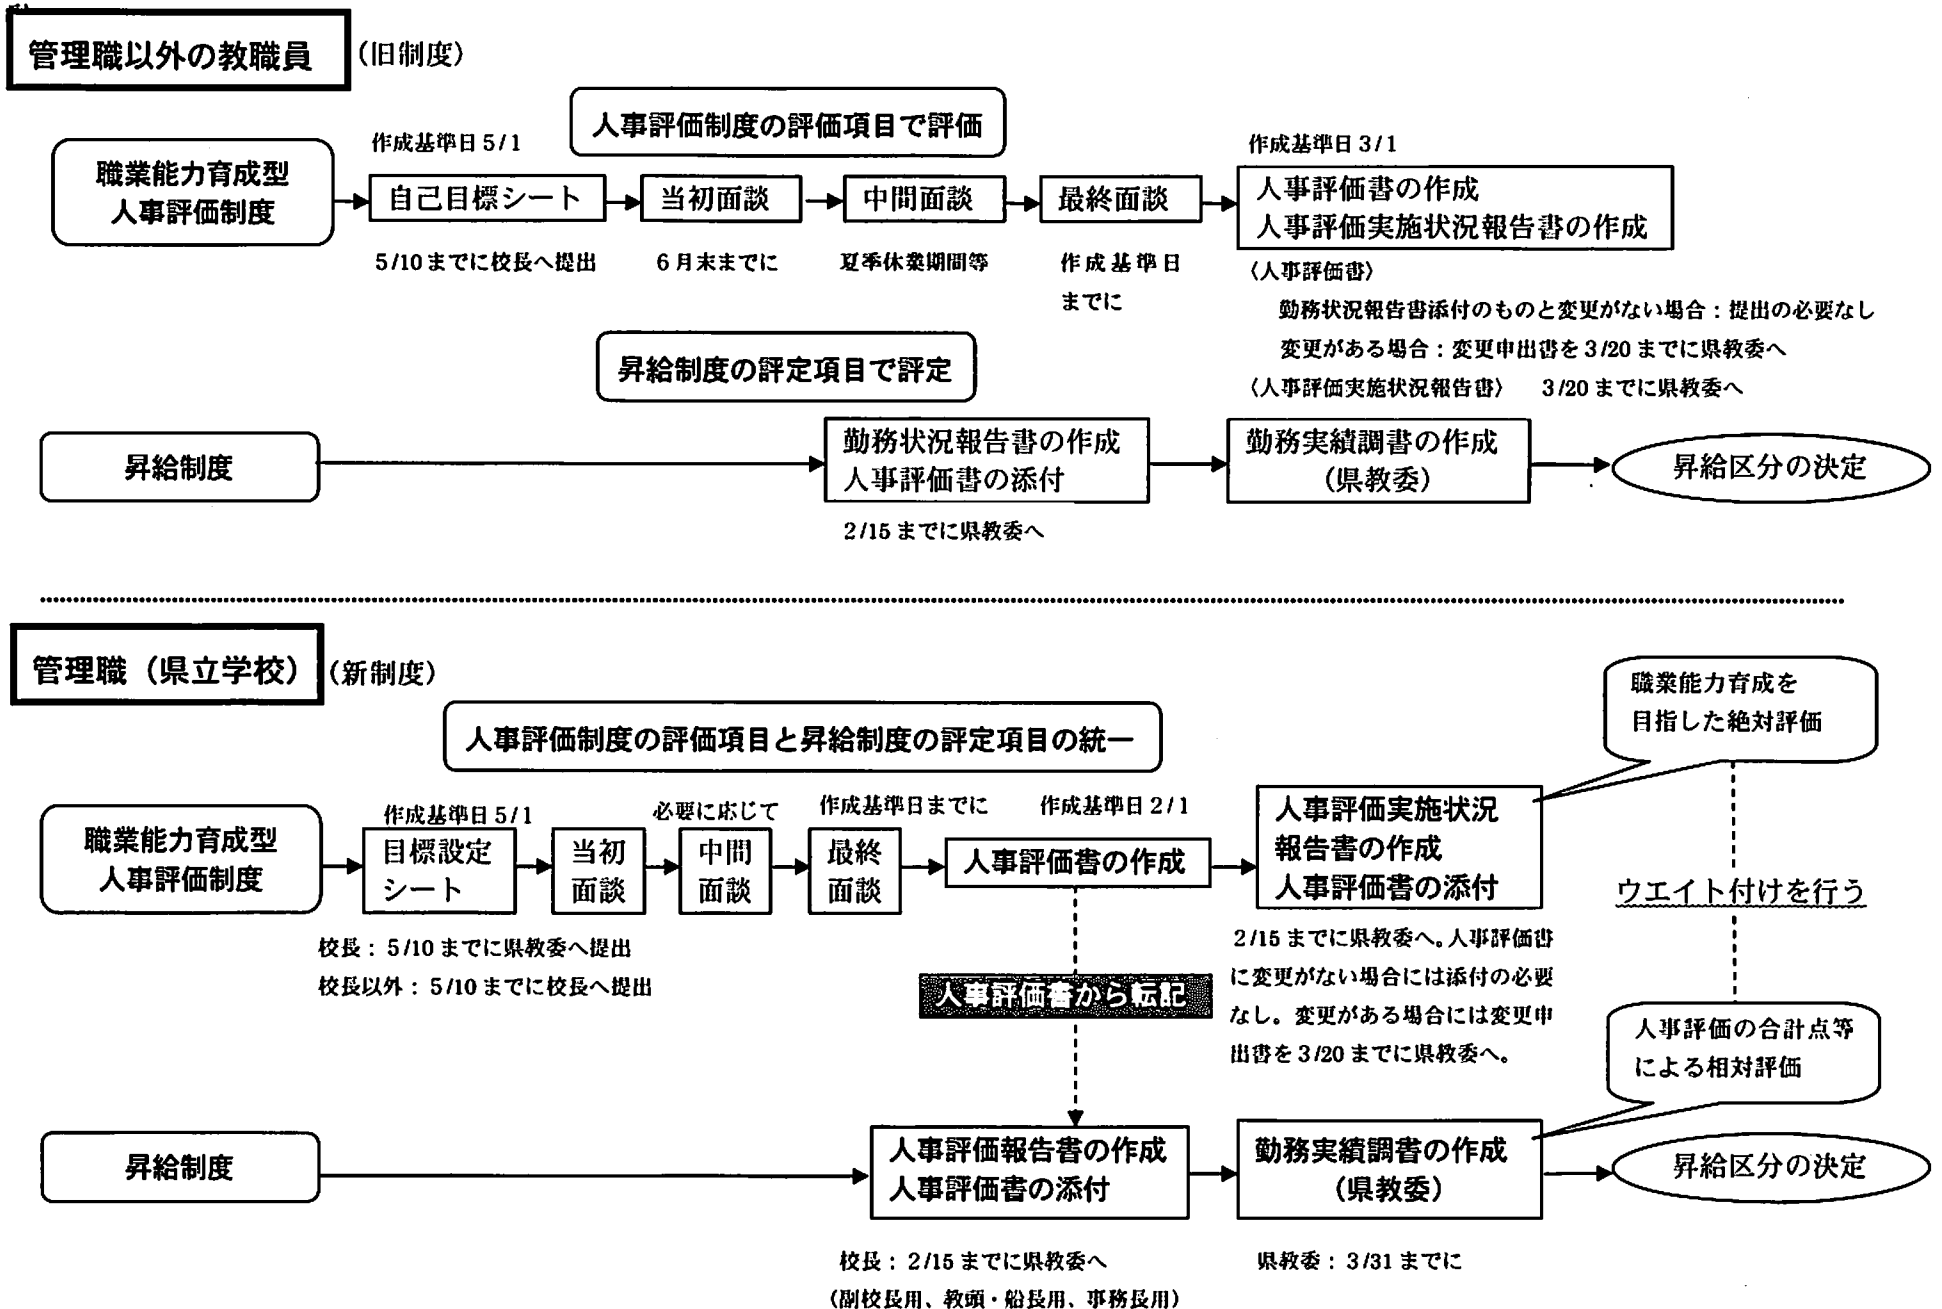 管理職以外の教職員
（旧制度）
人事評価制度の評価項目で評価
作成基準日 5/1
作成基準日 3/1
職業能力育成型
人事評価制度
自己目標シート
当初面談
中間面談
最終面談
人事評価書の作成
人事評価実施状況報告書の作成
5/10 までに校長へ提出
6 月末までに
夏季休業期間等
作成基準日
までに
〈人事評価書〉
勤務状況報告書添付のものと変更がない場合：提出の必要なし
変更がある場合：変更申出書を 3/20 までに県教委へ
〈人事評価実施状況報告書〉　3/20 までに県教委へ
昇給制度の評定項目で評定
昇給制度
勤務状況報告書の作成
人事評価書の添付
勤務実績調書の作成
（県教委）
昇給区分の決定
2/15 までに県教委へ
管理職（県立学校）
（新制度）
人事評価制度の評価項目と昇給制度の評定項目の統一
職業能力育成を
目指した絶対評価
職業能力育成型
人事評価制度
作成基準日 5/1
必要に応じて
作成基準日までに
作成基準日 2/1
目標設定
シート
当初
面談
中間
面談
最終
面談
人事評価書の作成
人事評価実施状況
報告書の作成
人事評価書の添付
ウエイト付けを行う
校長：5/10 までに県教委へ提出
校長以外：5/10 までに校長へ提出
人事評価書から転記
2/15 までに県教委へ。人事評価書
に変更がない場合には添付の必要
なし。変更がある場合には変更申
出書を 3/20 までに県教委へ。
人事評価の合計点等
による相対評価
昇給制度
人事評価報告書の作成
人事評価書の添付
勤務実績調書の作成
（県教委）
昇給区分の決定
校長：2/15 までに県教委へ
（副校長用、教頭・船長用、事務長用）
県教委：3/31 までに